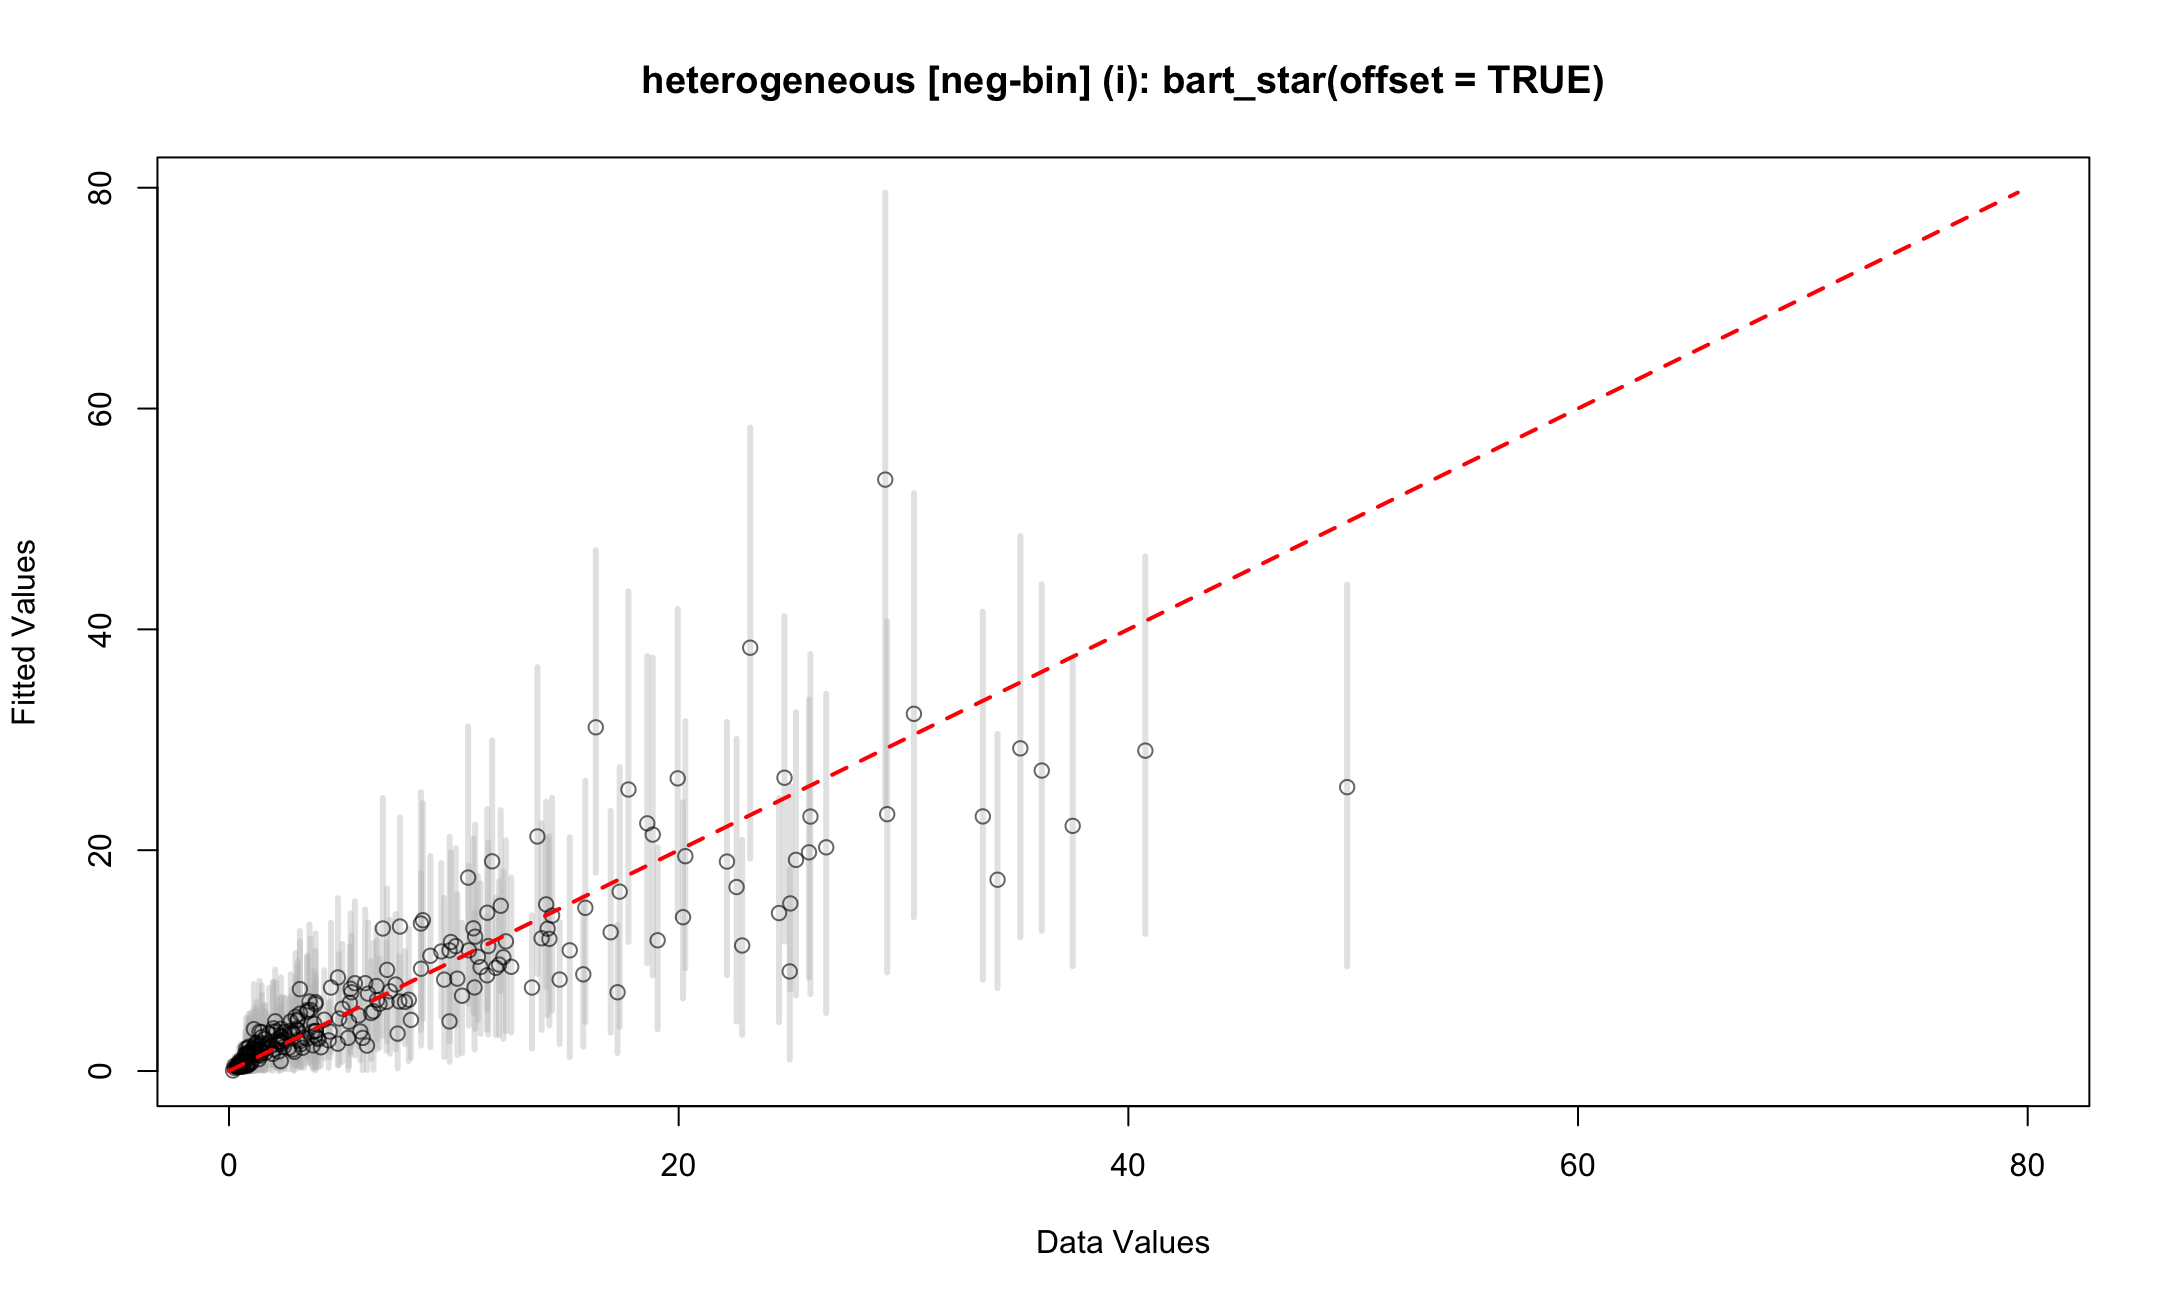 heterogeneous [neg-bin] (i): bart_star(offset = TRUE)
Fitted Values
80
60
40
20
0
0 20 40 60 80
Data Values